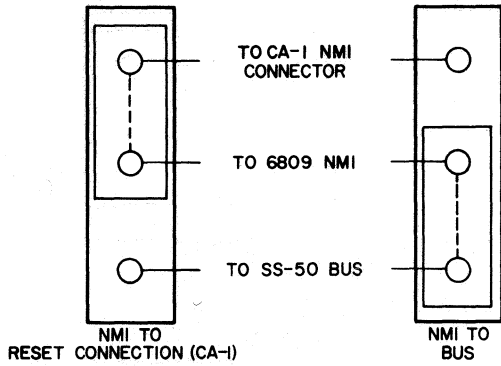 TO CA-1 NMI
CONNECTOR
TO 6809 NMI
TO SS-50 BUS
NMI TO
RESET CONNECTION (CA-1)
NMI TO
BUS